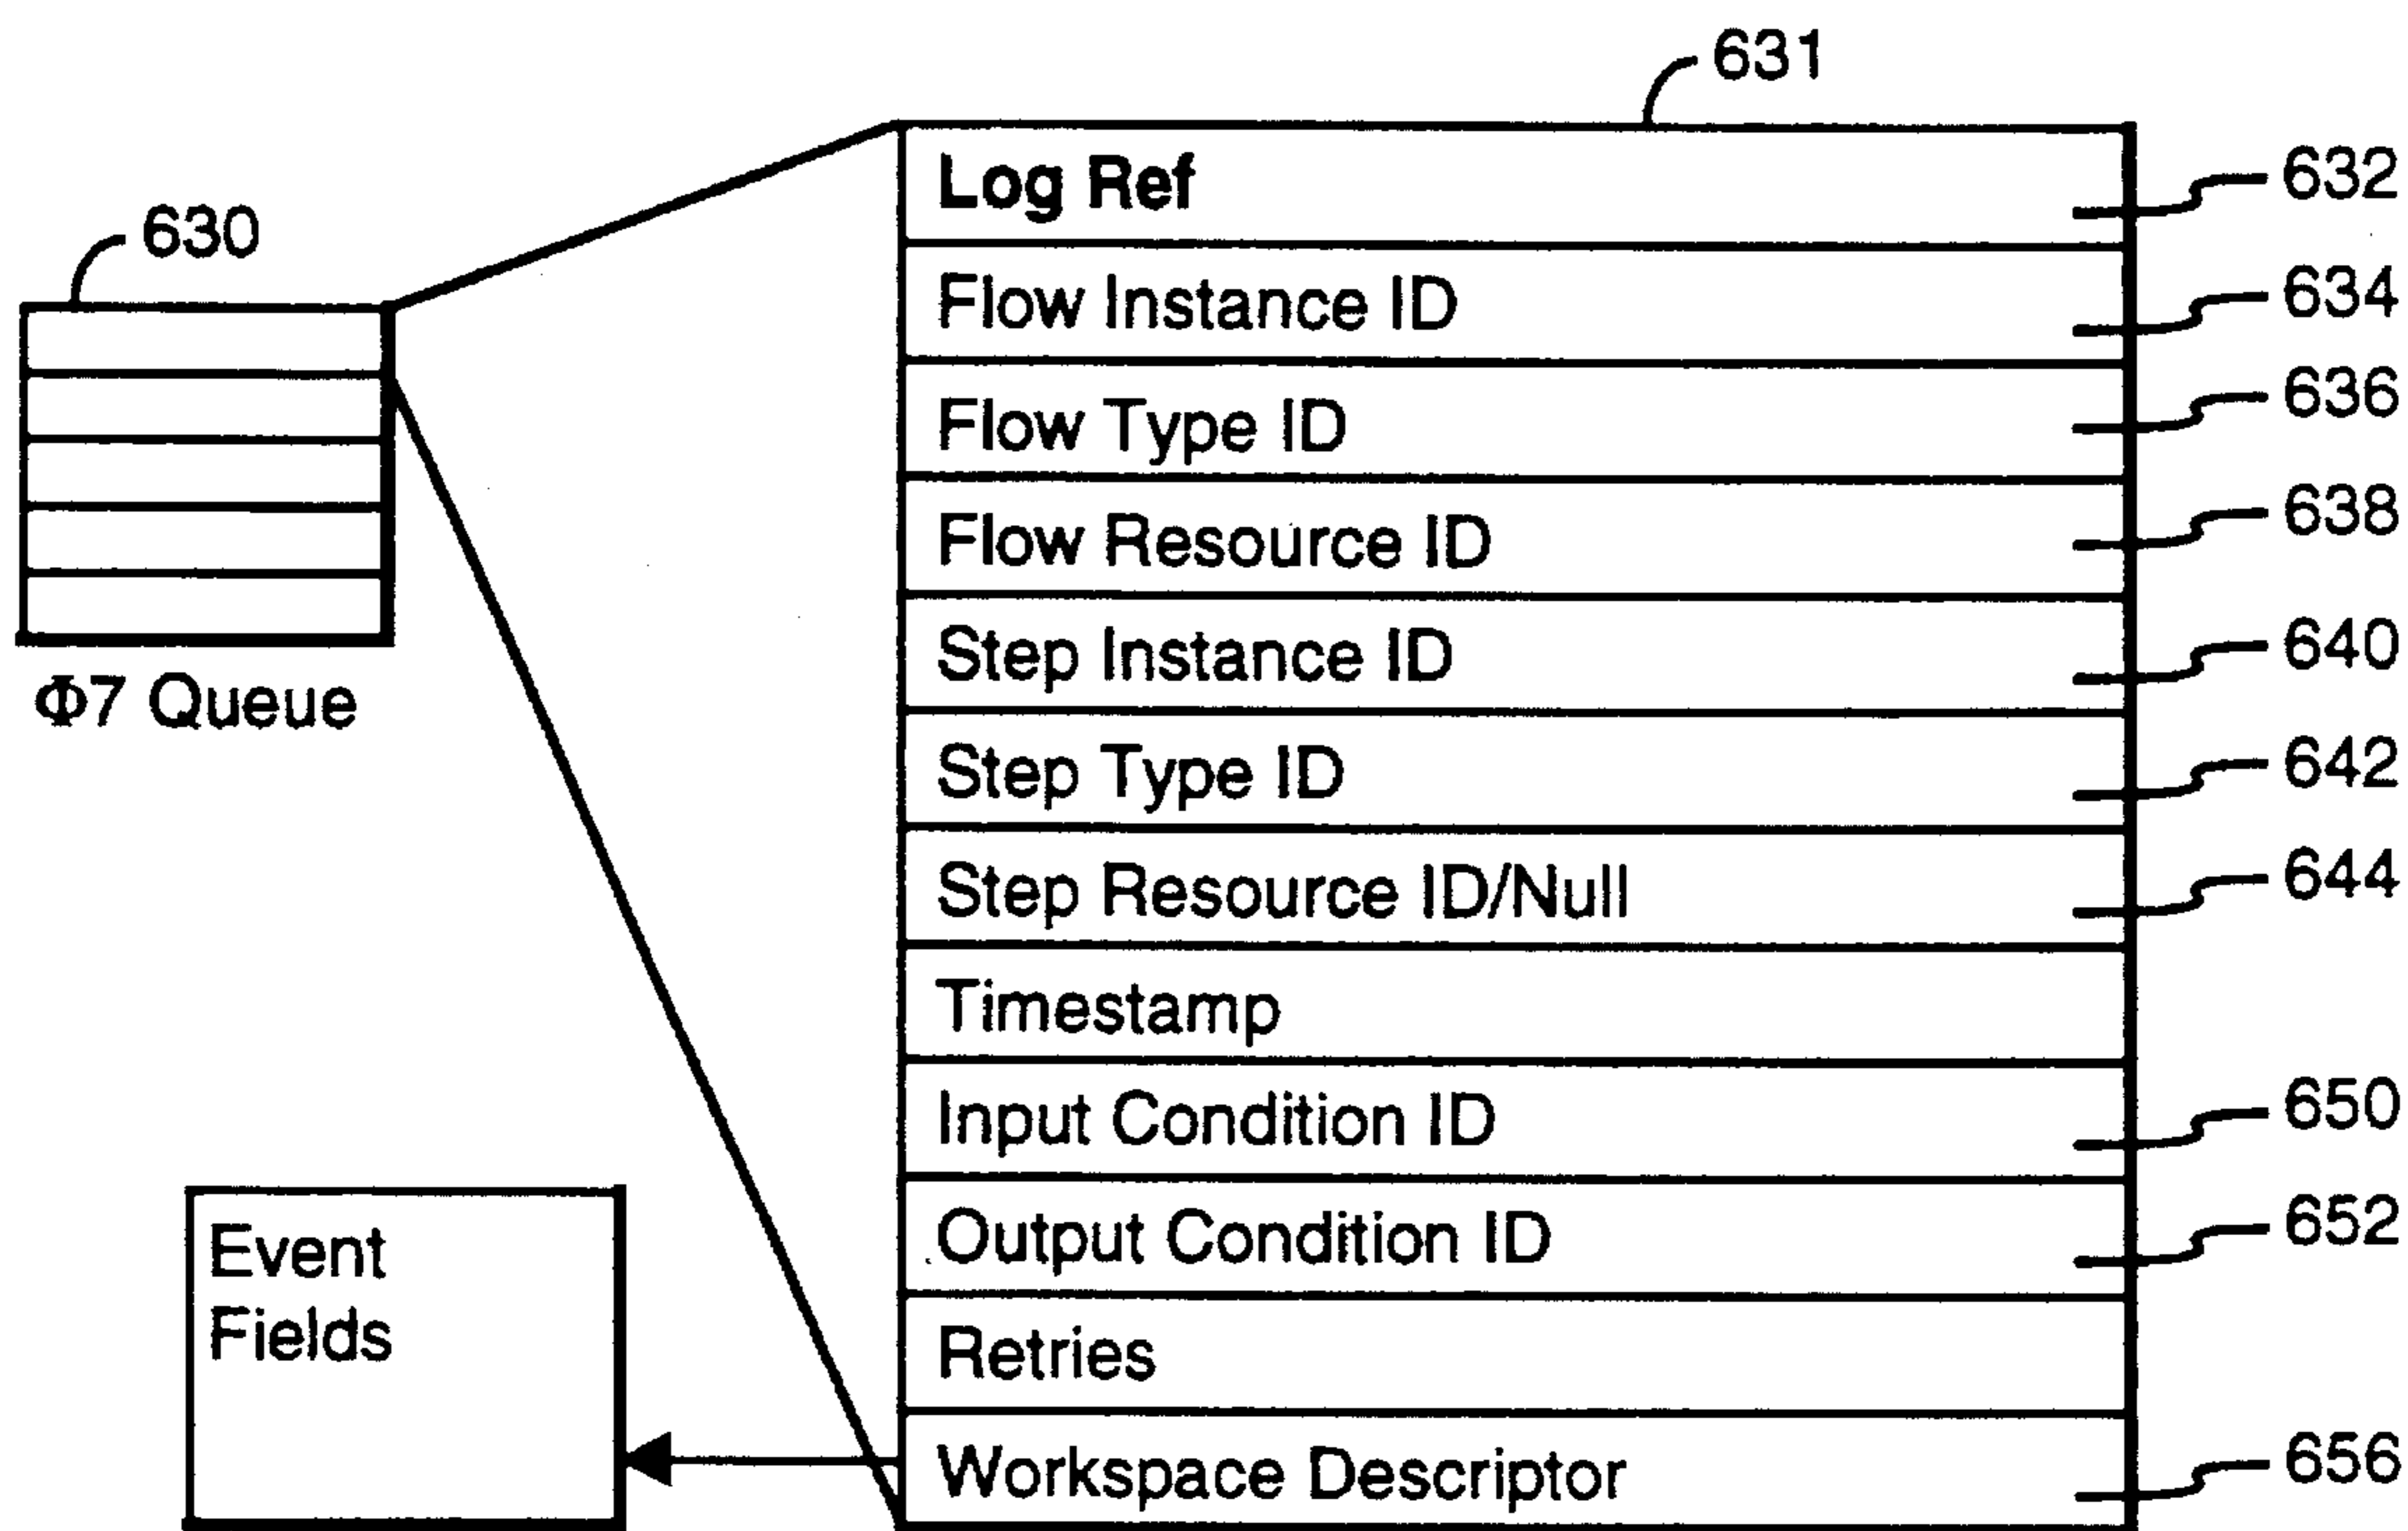 631
630
Φ7 Queue
Log Ref 632
Flow Instance ID 634
Flow Type ID 636
Flow Resource ID 638
Step Instance ID 640
Step Type ID 642
Step Resource ID/Null 644
Timestamp
Input Condition ID 650
Output Condition ID 652
Retries
Workspace Descriptor 656
Event
Fields